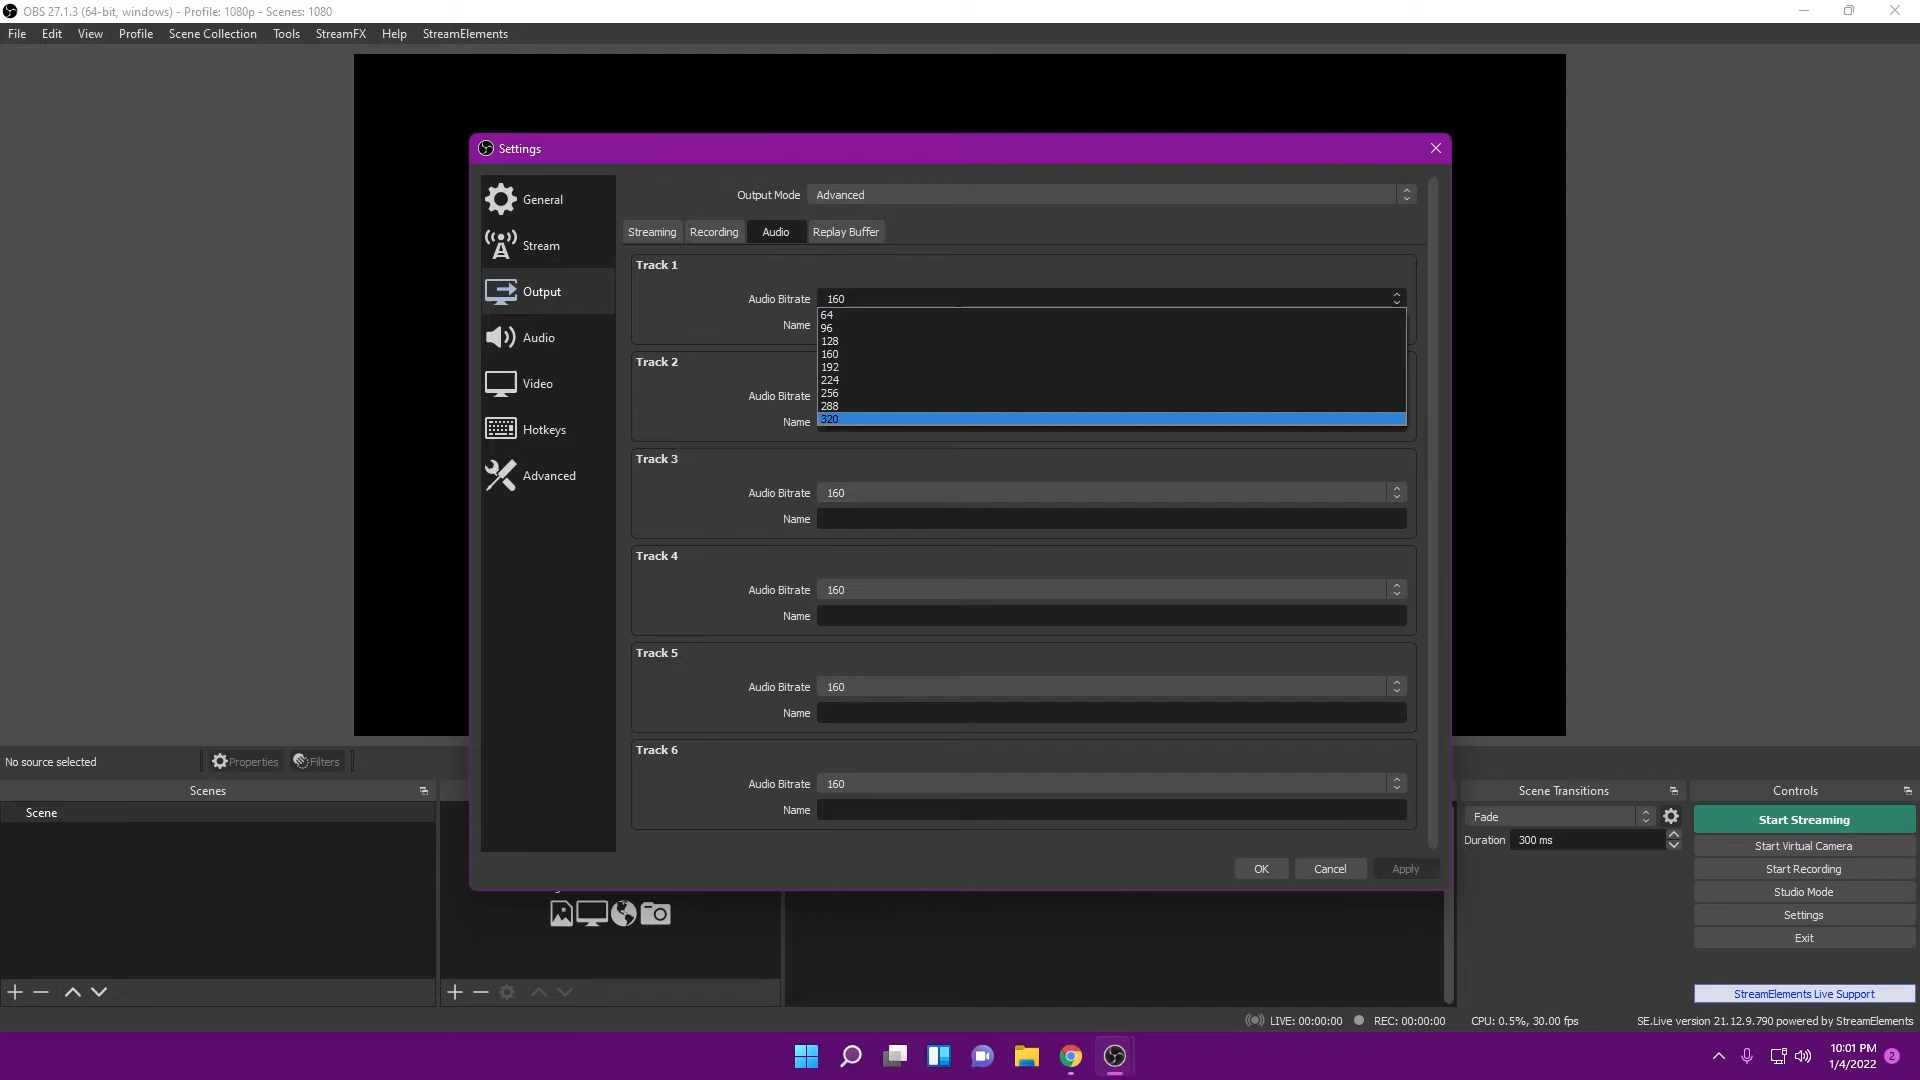 OBS 27.1.3 (64-bit, windows) - Profile: 1080p - Scenes: 1080
File Edit View Profile Scene Collection Tools StreamFX Help StreamElements
Settings
General
Stream
Output
Audio
Video
Hotkeys
Advanced
Output Mode Advanced
Streaming Recording Audio Replay Buffer
Track 1
Audio Bitrate 160
Name
64
96
128
160
192
224
256
288
320
Track 2
Audio Bitrate
Name
Track 3
Audio Bitrate 160
Name
Track 4
Audio Bitrate 160
Name
Track 5
Audio Bitrate 160
Name
Track 6
Audio Bitrate 160
Name
OK Cancel Apply
No source selected Properties Filters
Scenes
Scene
Scene Transitions
Fade
Duration 300 ms
Controls
Start Streaming
Start Virtual Camera
Start Recording
Studio Mode
Settings
Exit
StreamElements Live Support
LIVE: 00:00:00 REC: 00:00:00 CPU: 0.5%, 30.00 fps SE.Live version 21.12.9.790 powered by StreamElements
10:01 PM
1/4/2022
2